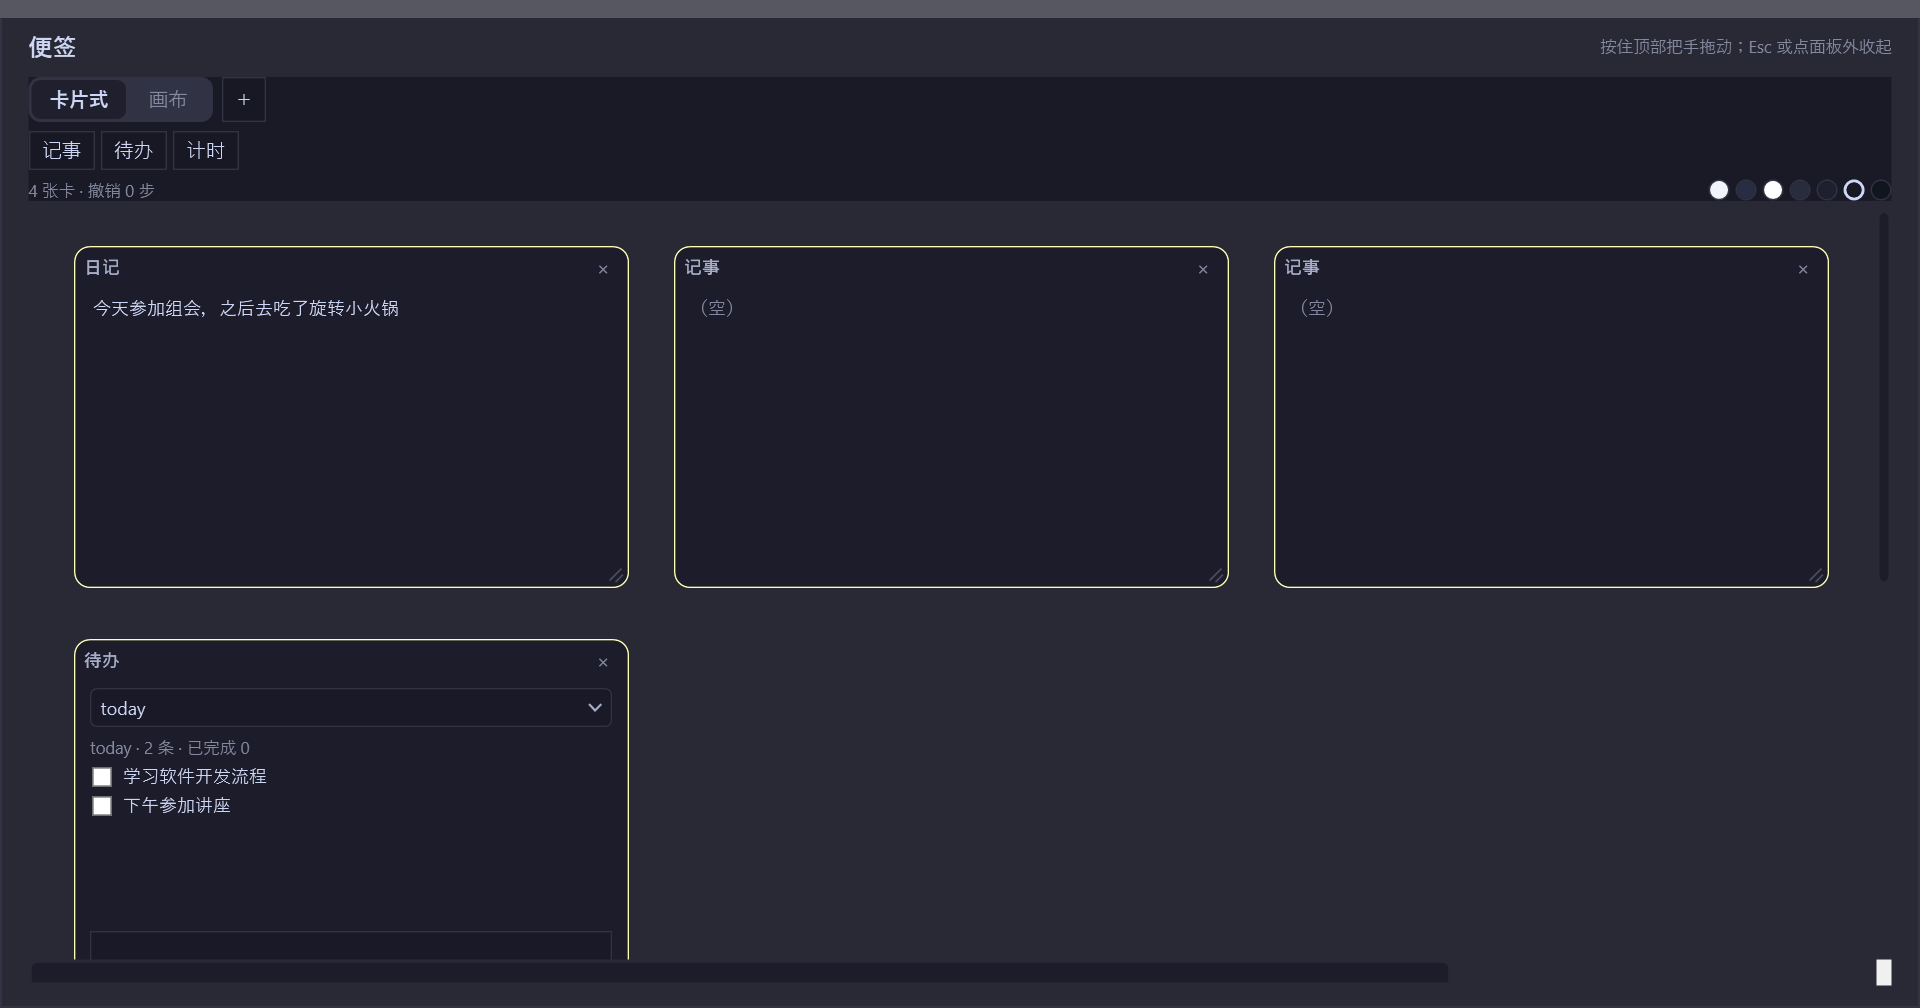 便签
按住顶部把手拖动；Esc 或点面板外收起
卡片式 画布 +
记事 待办 计时
4 张卡 · 撤销 0 步
日记 ×
今天参加组会，之后去吃了旋转小火锅
记事 ×
（空）
记事 ×
（空）
待办 ×
today
today · 2 条 · 已完成 0
学习软件开发流程
下午参加讲座